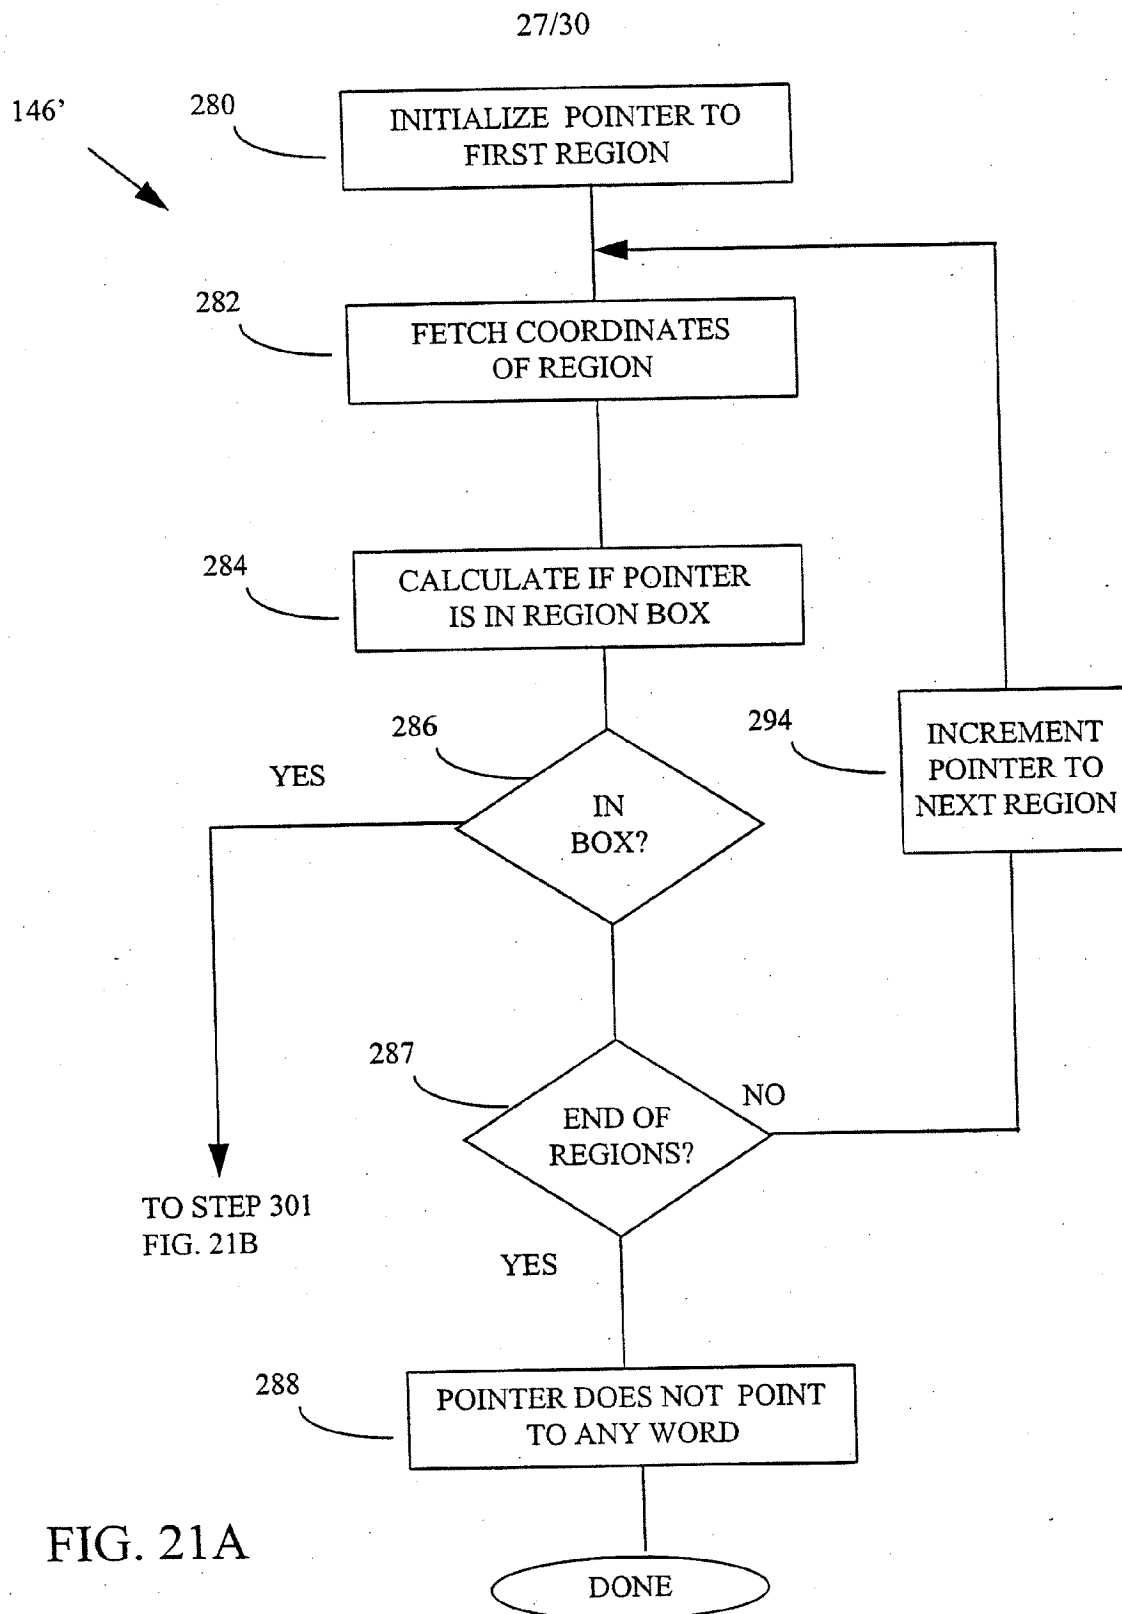 27/30
146’
280
INITIALIZE POINTER TO
FIRST REGION
282
FETCH COORDINATES
OF REGION
284
CALCULATE IF POINTER
IS IN REGION BOX
286
YES
IN
BOX?
294
INCREMENT
POINTER TO
NEXT REGION
287
END OF
REGIONS?
NO
TO STEP 301
FIG. 21B
YES
288
POINTER DOES NOT POINT
TO ANY WORD
FIG. 21A
DONE